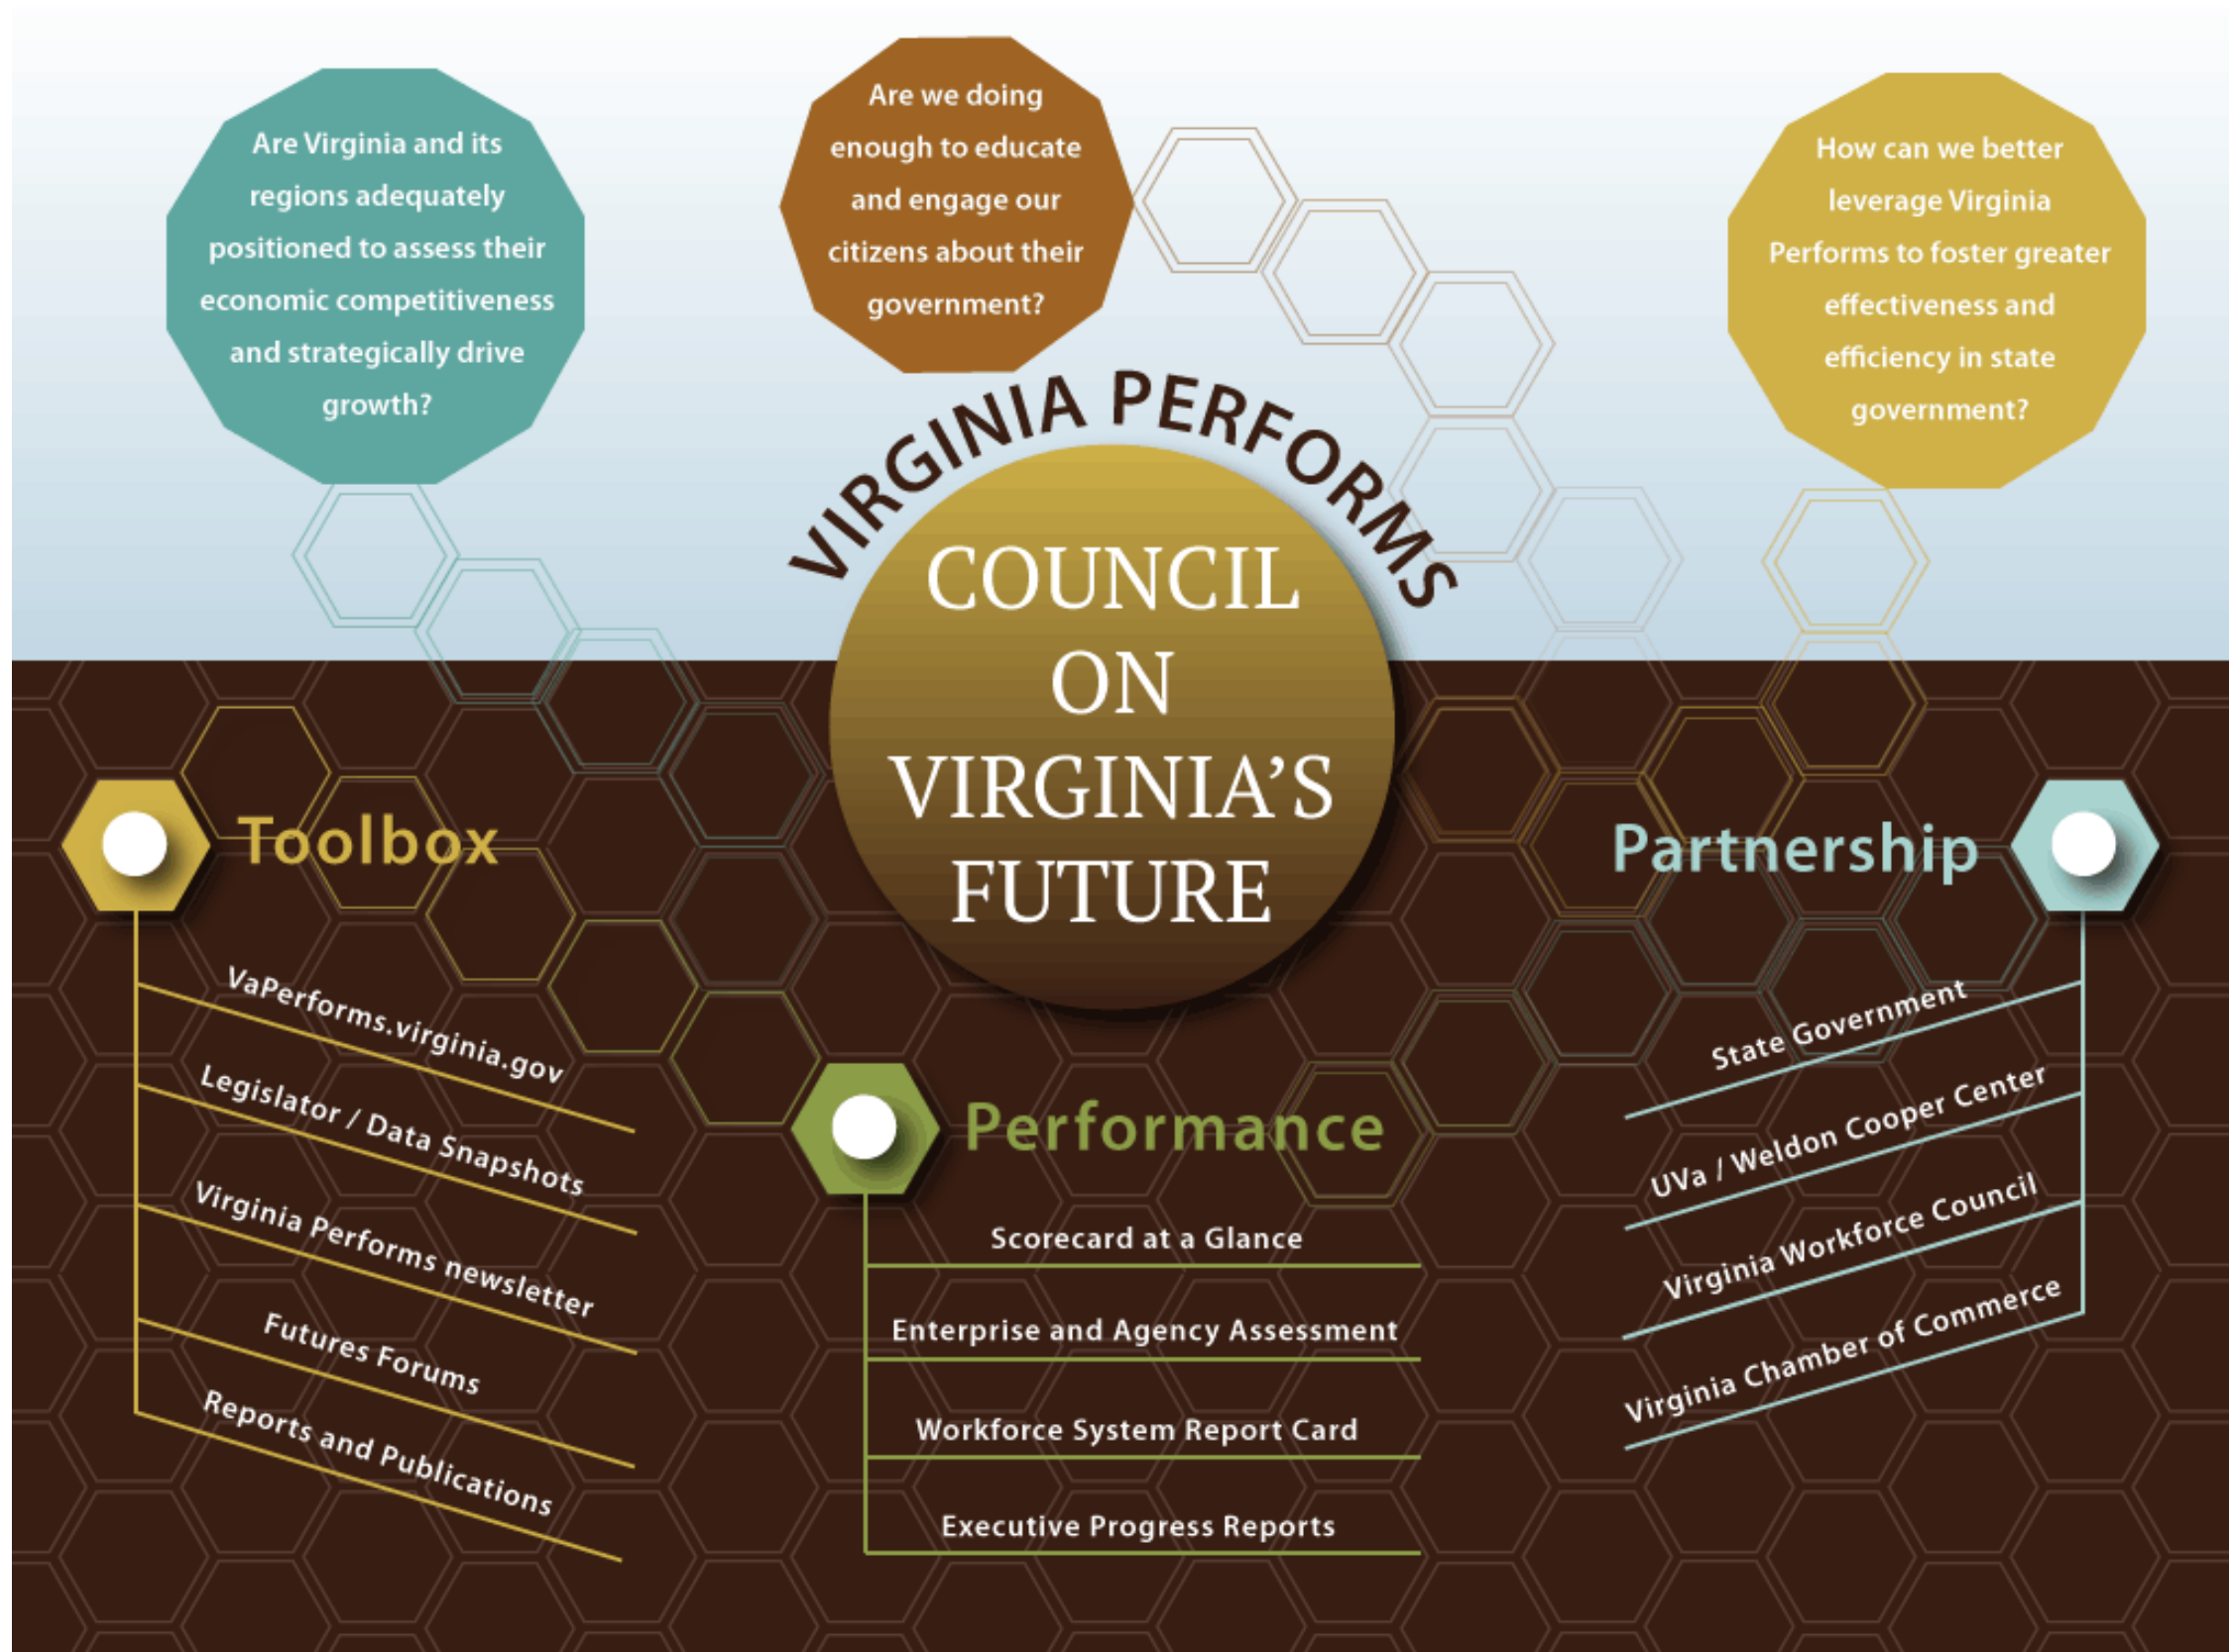 Are Virginia and its
regions adequately
positioned to assess their
economic competitiveness
and strategically drive
growth?
Are we doing
enough to educate
and engage our
citizens about their
government?
How can we better
leverage Virginia
Performs to foster greater
effectiveness and
efficiency in state
government?
VIRGINIA PERFORMS
COUNCIL
ON
VIRGINIA’S
FUTURE
Toolbox
VaPerforms.virginia.gov
Legislator / Data Snapshots
Virginia Performs newsletter
Futures Forums
Reports and Publications
Performance
Scorecard at a Glance
Enterprise and Agency Assessment
Workforce System Report Card
Executive Progress Reports
Partnership
State Government
UVa / Weldon Cooper Center
Virginia Workforce Council
Virginia Chamber of Commerce